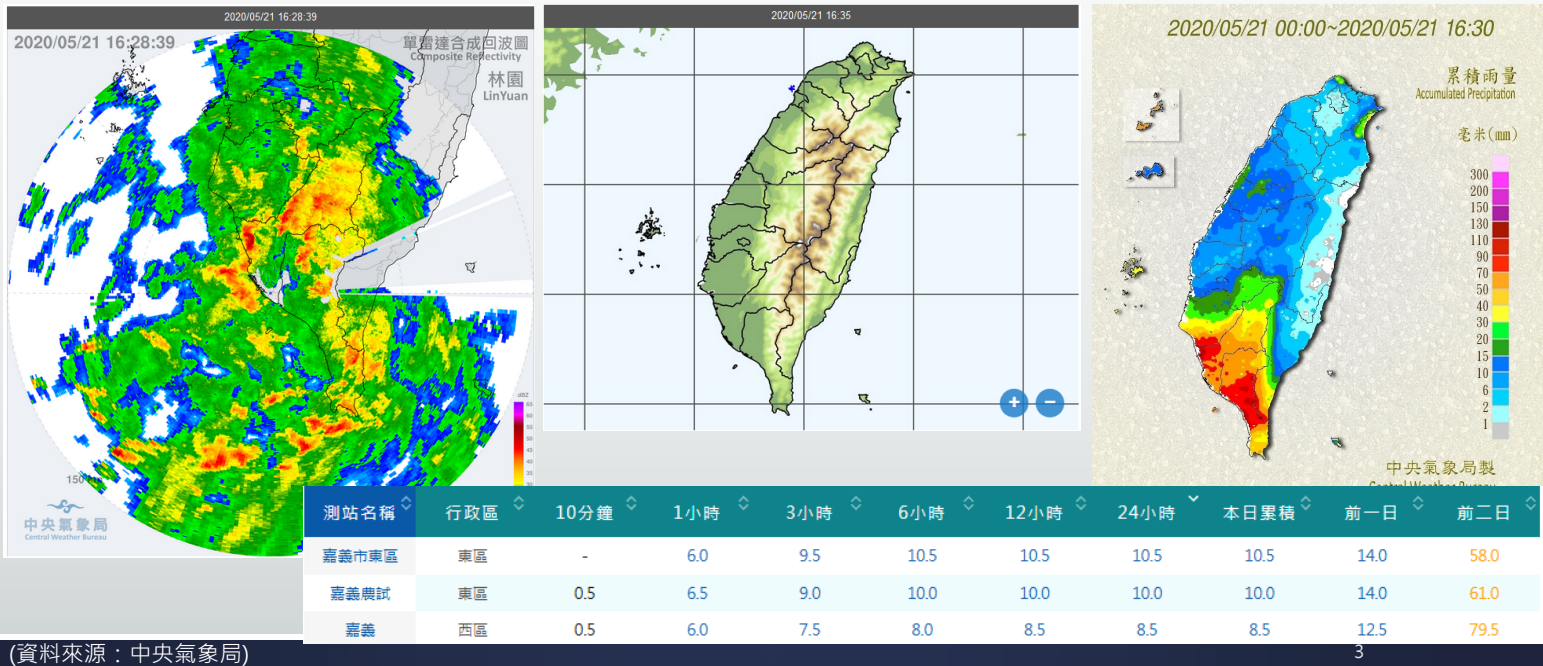 2020/05/21 16:28:39
2020/05/21 16:28:39
單雷達合成回波圖
Composite Reflectivity
林園
LinYuan
dBZ
65
60
55
50
45
40
35
30
中央氣象局
Central Weather Bureau
2020/05/21 16:35
+ −
2020/05/21 00:00~2020/05/21 16:30
累積雨量
Accumulated Precipitation
毫米(mm)
300
200
150
130
110
90
70
50
40
30
20
15
10
6
2
1
中央氣象局製
測站名稱 行政區 10分鐘 1小時 3小時 6小時 12小時 24小時 本日累積 前一日 前二日
嘉義市東區 東區 - 6.0 9.5 10.5 10.5 10.5 10.5 14.0 58.0
嘉義農試 東區 0.5 6.5 9.0 10.0 10.0 10.0 10.0 14.0 61.0
嘉義 西區 0.5 6.0 7.5 8.0 8.5 8.5 8.5 12.5 79.5
(資料來源：中央氣象局)
3